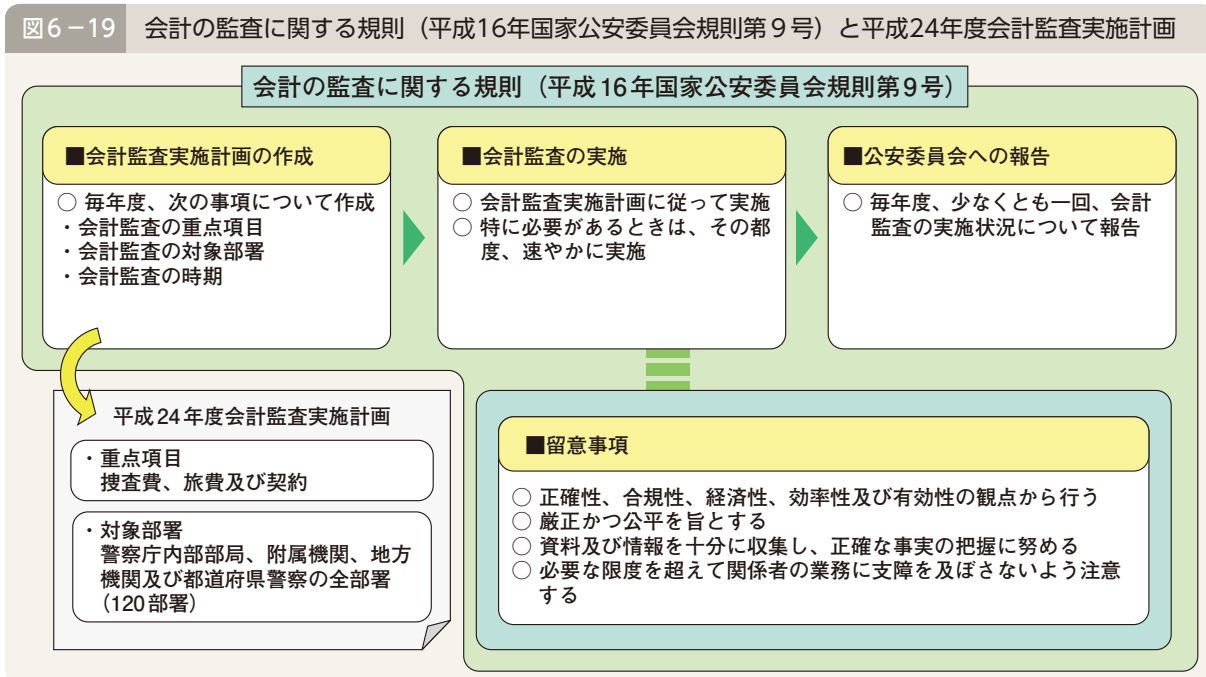 図6-19 会計の監査に関する規則（平成16年国家公安委員会規則第９号）と平成24年度会計監査実施計画
会計の監査に関する規則（平成16年国家公安委員会規則第9号）
■会計監査実施計画の作成
○ 毎年度、次の事項について作成
・会計監査の重点項目
・会計監査の対象部署
・会計監査の時期
■会計監査の実施
○ 会計監査実施計画に従って実施
○ 特に必要があるときは、その都
度、速やかに実施
■公安委員会への報告
○ 毎年度、少なくとも一回、会計
監査の実施状況について報告
平成24年度会計監査実施計画
・重点項目
捜査費、旅費及び契約
・対象部署
警察庁内部部局、附属機関、地方
機関及び都道府県警察の全部署
（120部署）
■留意事項
○ 正確性、合規性、経済性、効率性及び有効性の観点から行う
○ 厳正かつ公平を旨とする
○ 資料及び情報を十分に収集し、正確な事実の把握に努める
○ 必要な限度を超えて関係者の業務に支障を及ぼさないよう注意
する